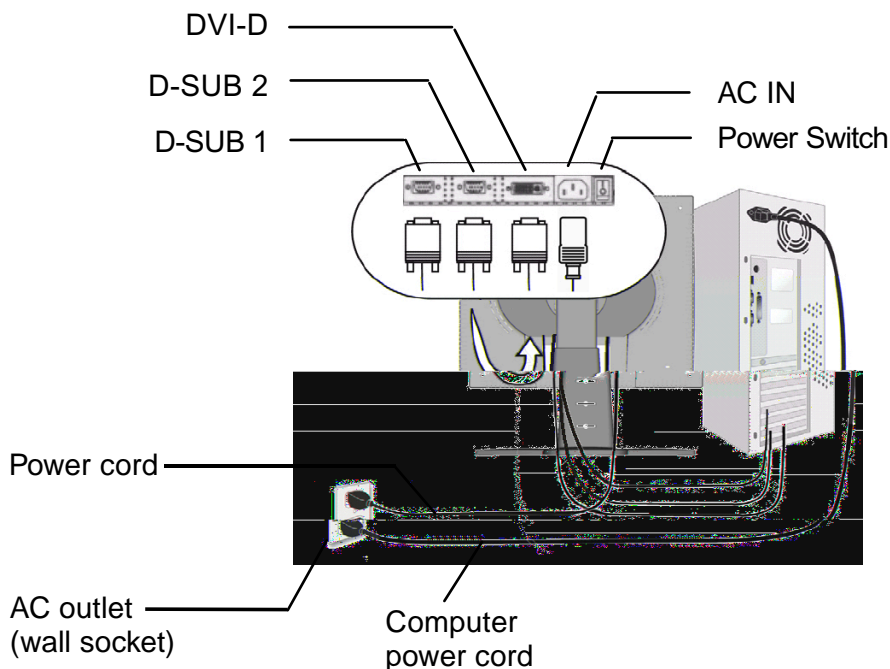 DVI-D
D-SUB 2
D-SUB 1
AC IN
Power Switch
Power cord
AC outlet
(wall socket)
Computer
power cord